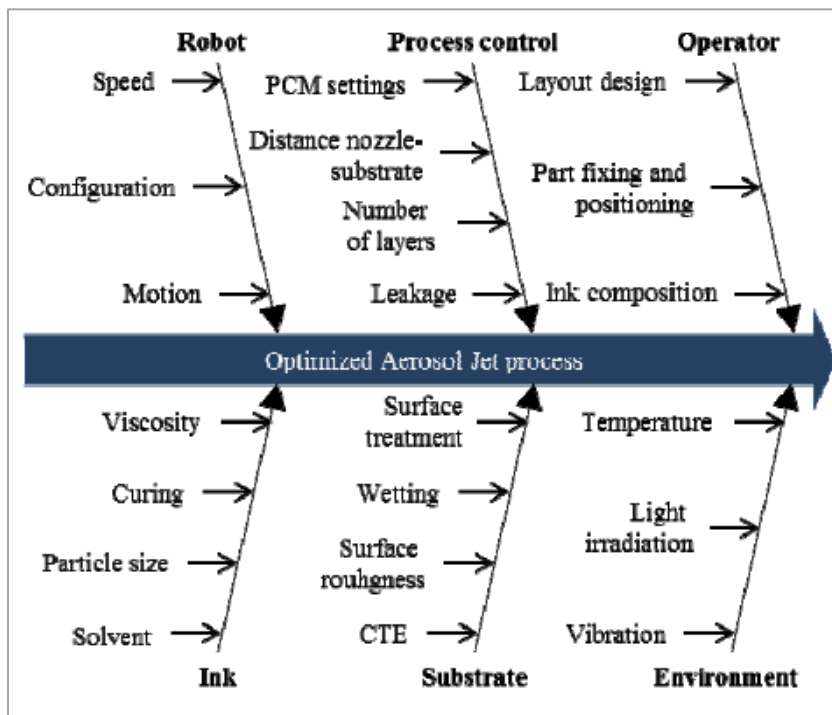 Robot
Process control
Operator
Speed
PCM settings
Layout design
Distance nozzle-
substrate
Configuration
Part fixing and
positioning
Number
of layers
Motion
Leakage
Ink composition
Optimized Aerosol Jet process
Viscosity
Surface
treatment
Temperature
Curing
Wetting
Light
irradiation
Particle size
Surface
rouhgness
Solvent
CTE
Vibration
Ink
Substrate
Environment